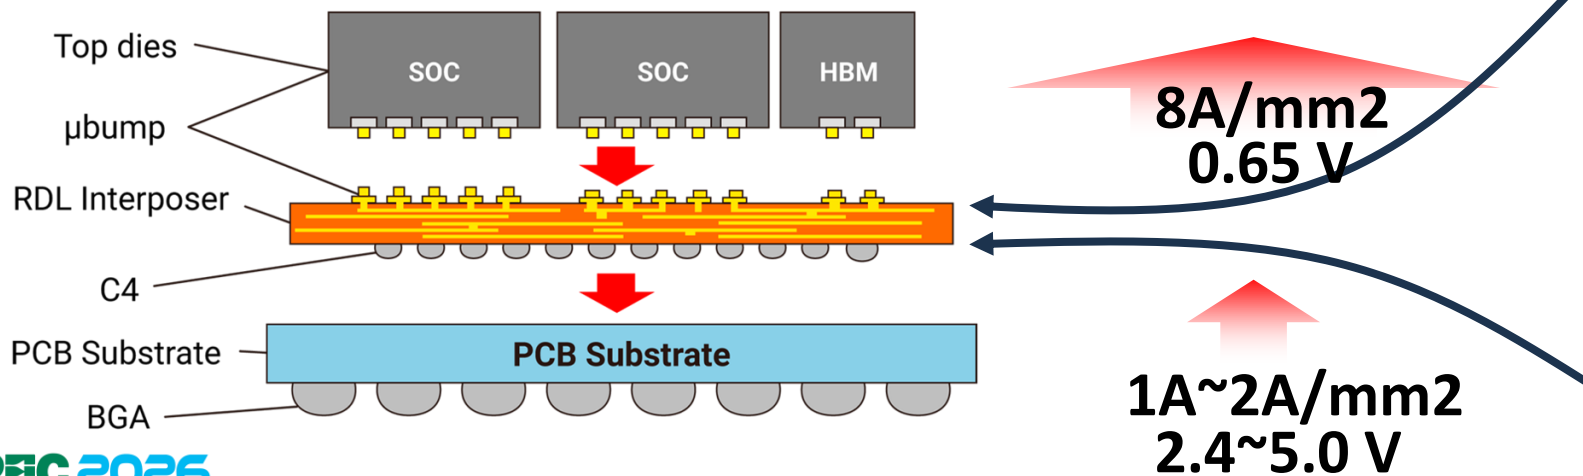 Top dies
SOC
SOC
HBM
µbump
RDL Interposer
C4
PCB Substrate
PCB Substrate
BGA
8A/mm2
0.65 V
1A~2A/mm2
2.4~5.0 V
2026